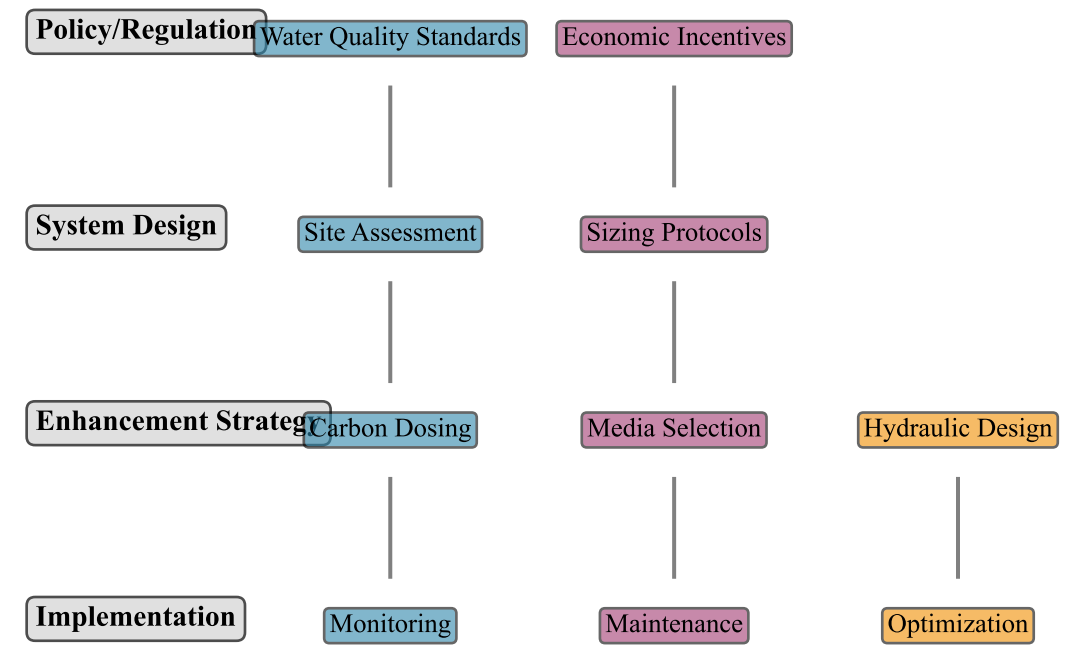 Policy/Regulation
Water Quality Standards
Economic Incentives
System Design
Site Assessment
Sizing Protocols
Enhancement Strategy
Carbon Dosing
Media Selection
Hydraulic Design
Implementation
Monitoring
Maintenance
Optimization